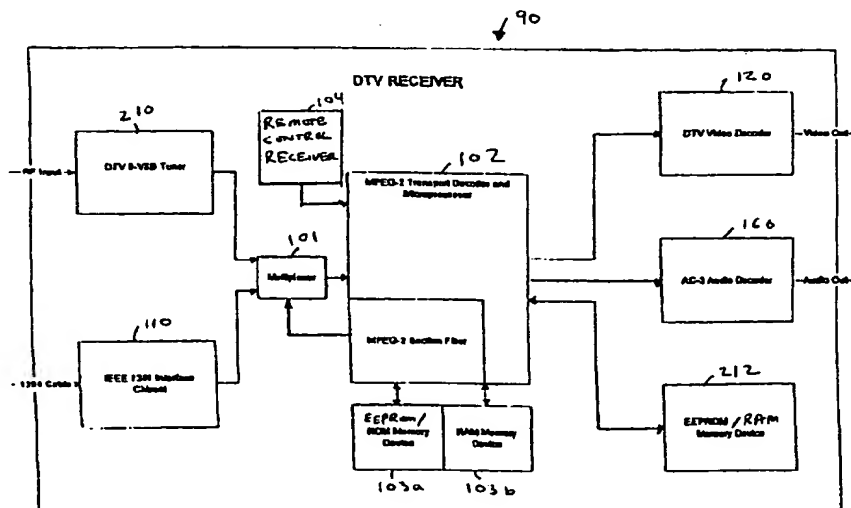 90
DTV RECEIVER
210
DTV 8-VSB Tuner
RF Input
104
REMOTE
CONTROL
RECEIVER
102
MPEG-2 Transport Decoder and
Microprocessor
120
DTV Video Decoder
Video Out
101
Multiplexer
160
AC-3 Audio Decoder
Audio Out
110
IEEE 1394 Interface
Chipset
1394 Cable
MPEG-2 Section Filter
EEPROM/
ROM Memory
Device
RAM Memory
Device
103a
103b
212
EEPROM/RAM
Memory Device